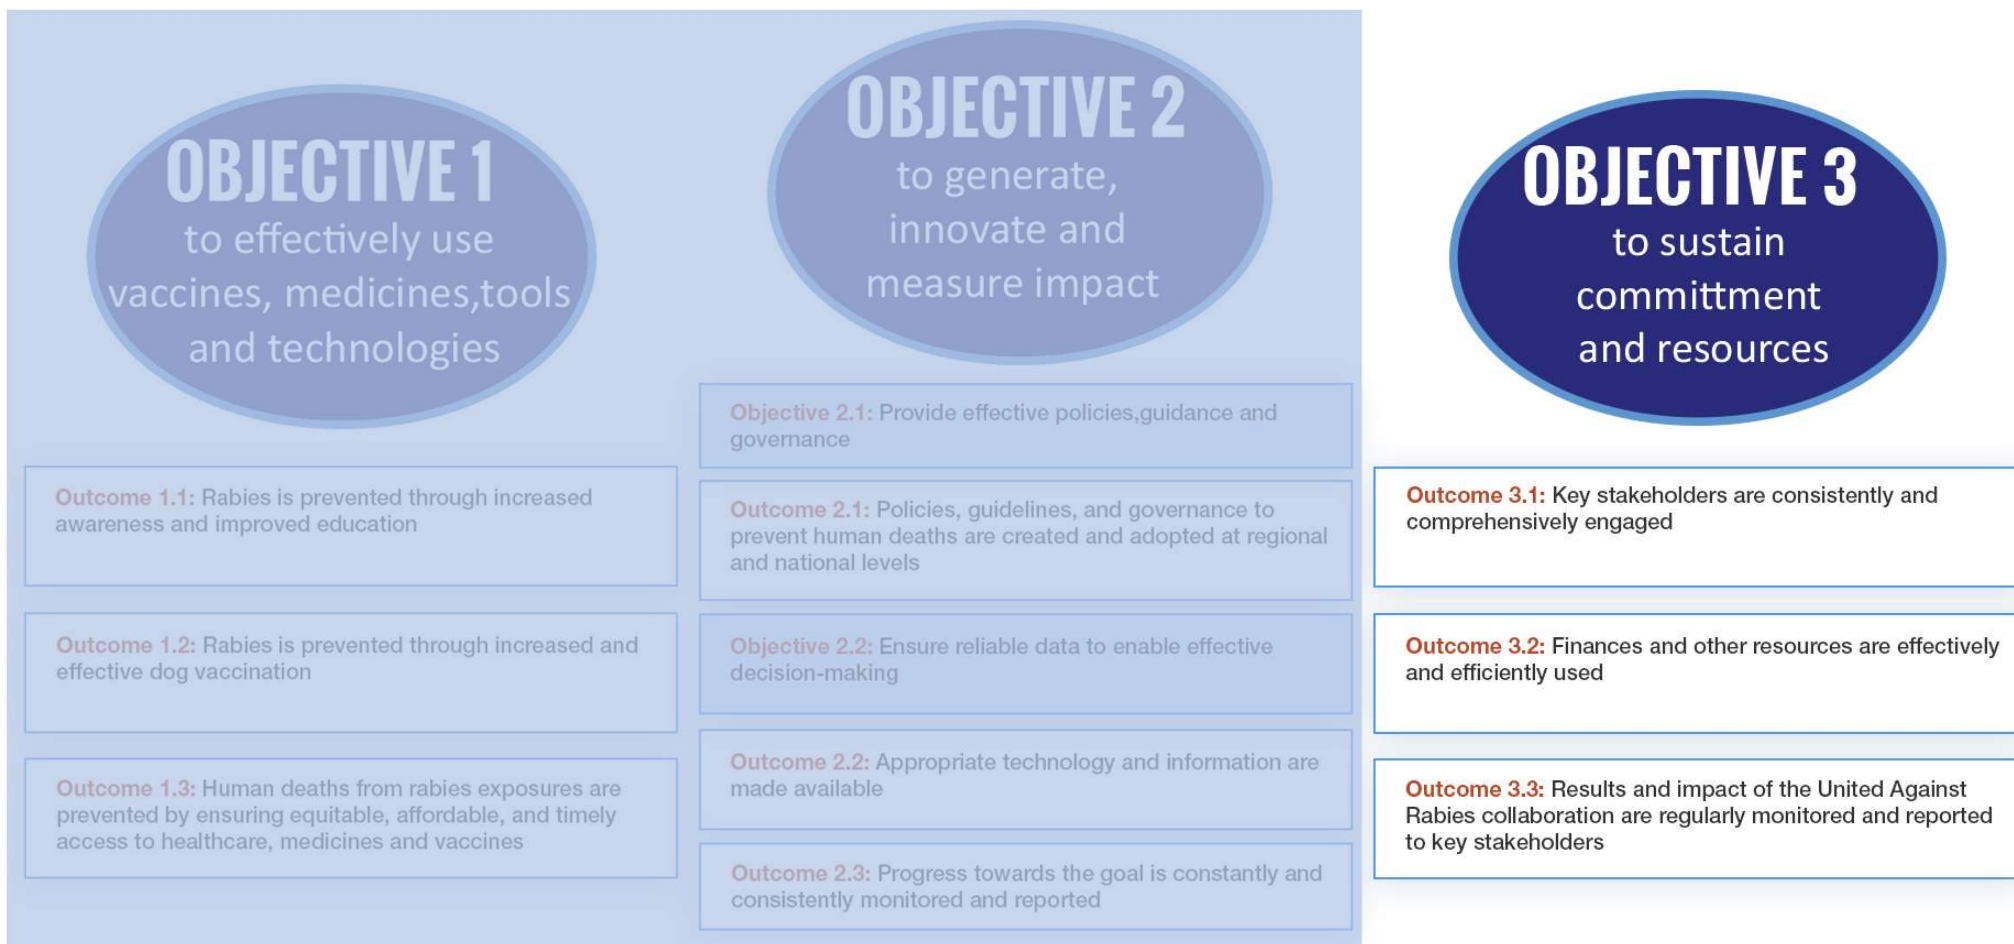 OBJECTIVE 1
to effectively use
vaccines, medicines,tools
and technologies
Outcome 1.1: Rabies is prevented through increased
awareness and improved education
Outcome 1.2: Rabies is prevented through increased and
effective dog vaccination
Outcome 1.3: Human deaths from rabies exposures are
prevented by ensuring equitable, affordable, and timely
access to healthcare, medicines and vaccines
OBJECTIVE 2
to generate,
innovate and
measure impact
Objective 2.1: Provide effective policies,guidance and
governance
Outcome 2.1: Policies, guidelines, and governance to
prevent human deaths are created and adopted at regional
and national levels
Objective 2.2: Ensure reliable data to enable effective
decision-making
Outcome 2.2: Appropriate technology and information are
made available
Outcome 2.3: Progress towards the goal is constantly and
consistently monitored and reported
OBJECTIVE 3
to sustain
committment
and resources
Outcome 3.1: Key stakeholders are consistently and
comprehensively engaged
Outcome 3.2: Finances and other resources are effectively
and efficiently used
Outcome 3.3: Results and impact of the United Against
Rabies collaboration are regularly monitored and reported
to key stakeholders